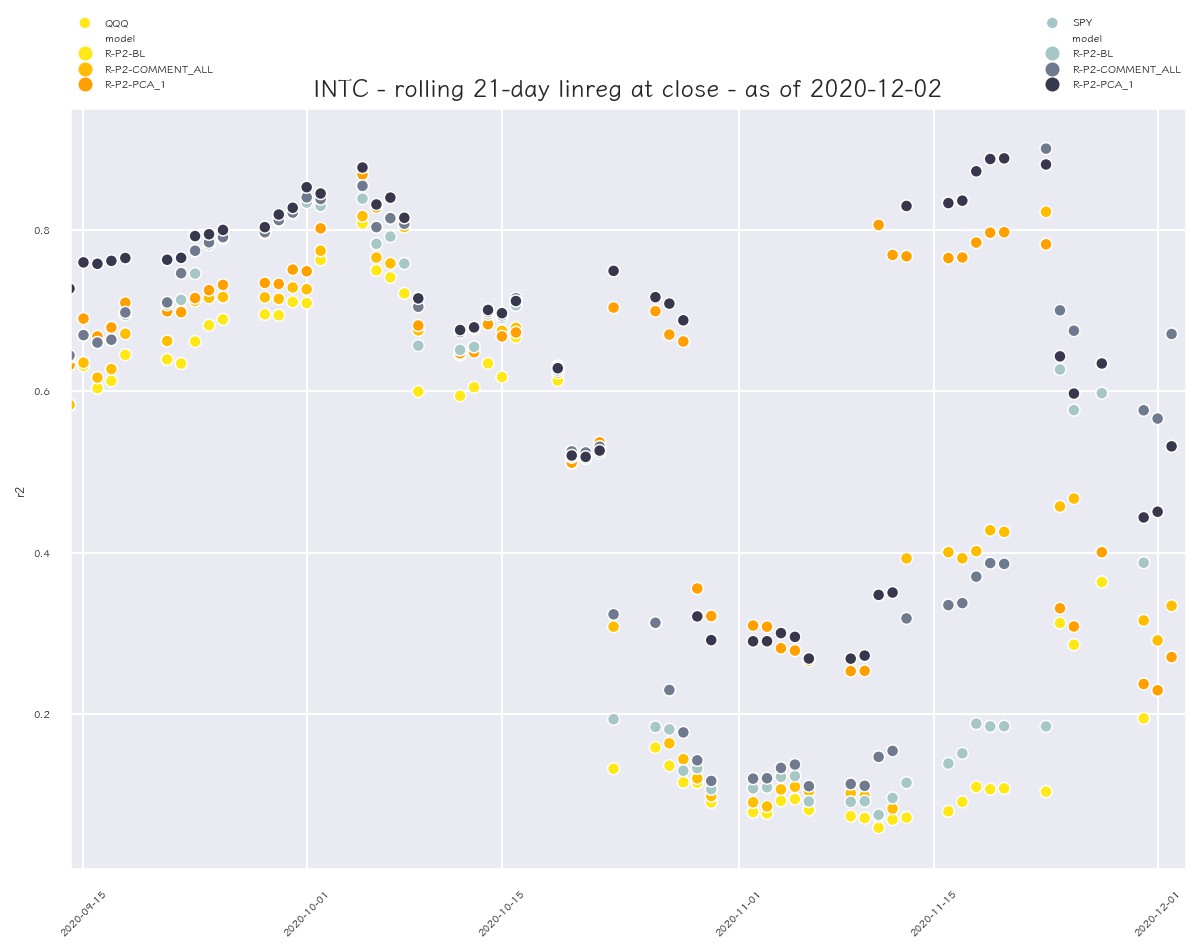 QQQ
model
R-P2-BL
R-P2-COMMENT_ALL
R-P2-PCA_1
SPY
model
R-P2-BL
R-P2-COMMENT_ALL
R-P2-PCA_1
INTC - rolling 21-day linreg at close - as of 2020-12-02
0.8
0.6
0.4
0.2
r2
2020-09-15
2020-10-01
2020-10-15
2020-11-01
2020-11-15
2020-12-01